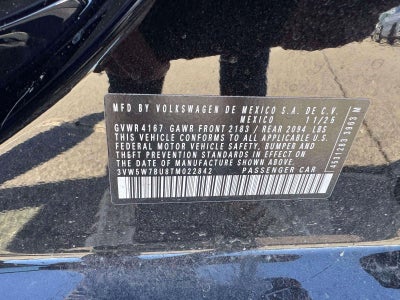 MFD BY VOLKSWAGEN DE MEXICO S.A. DE C.V.
MEXICO 11/25
GVWR 4167 GAWR FRONT 2183 / REAR 2094 LBS
THIS VEHICLE CONFORMS TO ALL APPLICABLE U.S.
FEDERAL MOTOR VEHICLE SAFETY, BUMPER AND
THEFT PREVENTION STANDARDS IN EFFECT ON
THE DATE OF MANUFACTURE SHOWN ABOVE.
3VW5W7BU8TM022842 PASSENGER CAR